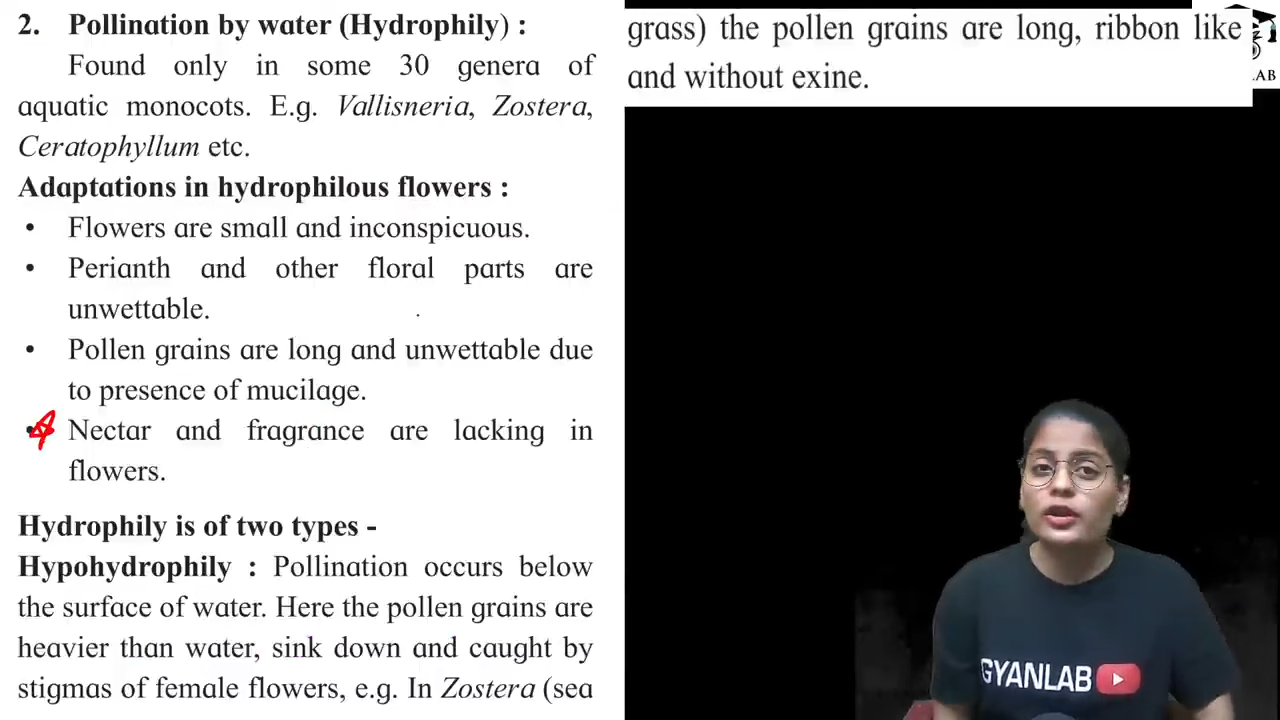 2. Pollination by water (Hydrophily) :
Found only in some 30 genera of
aquatic monocots. E.g. Vallisneria, Zostera,
Ceratophyllum etc.
Adaptations in hydrophilous flowers :
• Flowers are small and inconspicuous.
• Perianth and other floral parts are
unwettable.
• Pollen grains are long and unwettable due
to presence of mucilage.
• Nectar and fragrance are lacking in
flowers.
Hydrophily is of two types -
Hypohydrophily : Pollination occurs below
the surface of water. Here the pollen grains are
heavier than water, sink down and caught by
stigmas of female flowers, e.g. In Zostera (sea
grass) the pollen grains are long, ribbon like
and without exine.
AB
GYANLAB